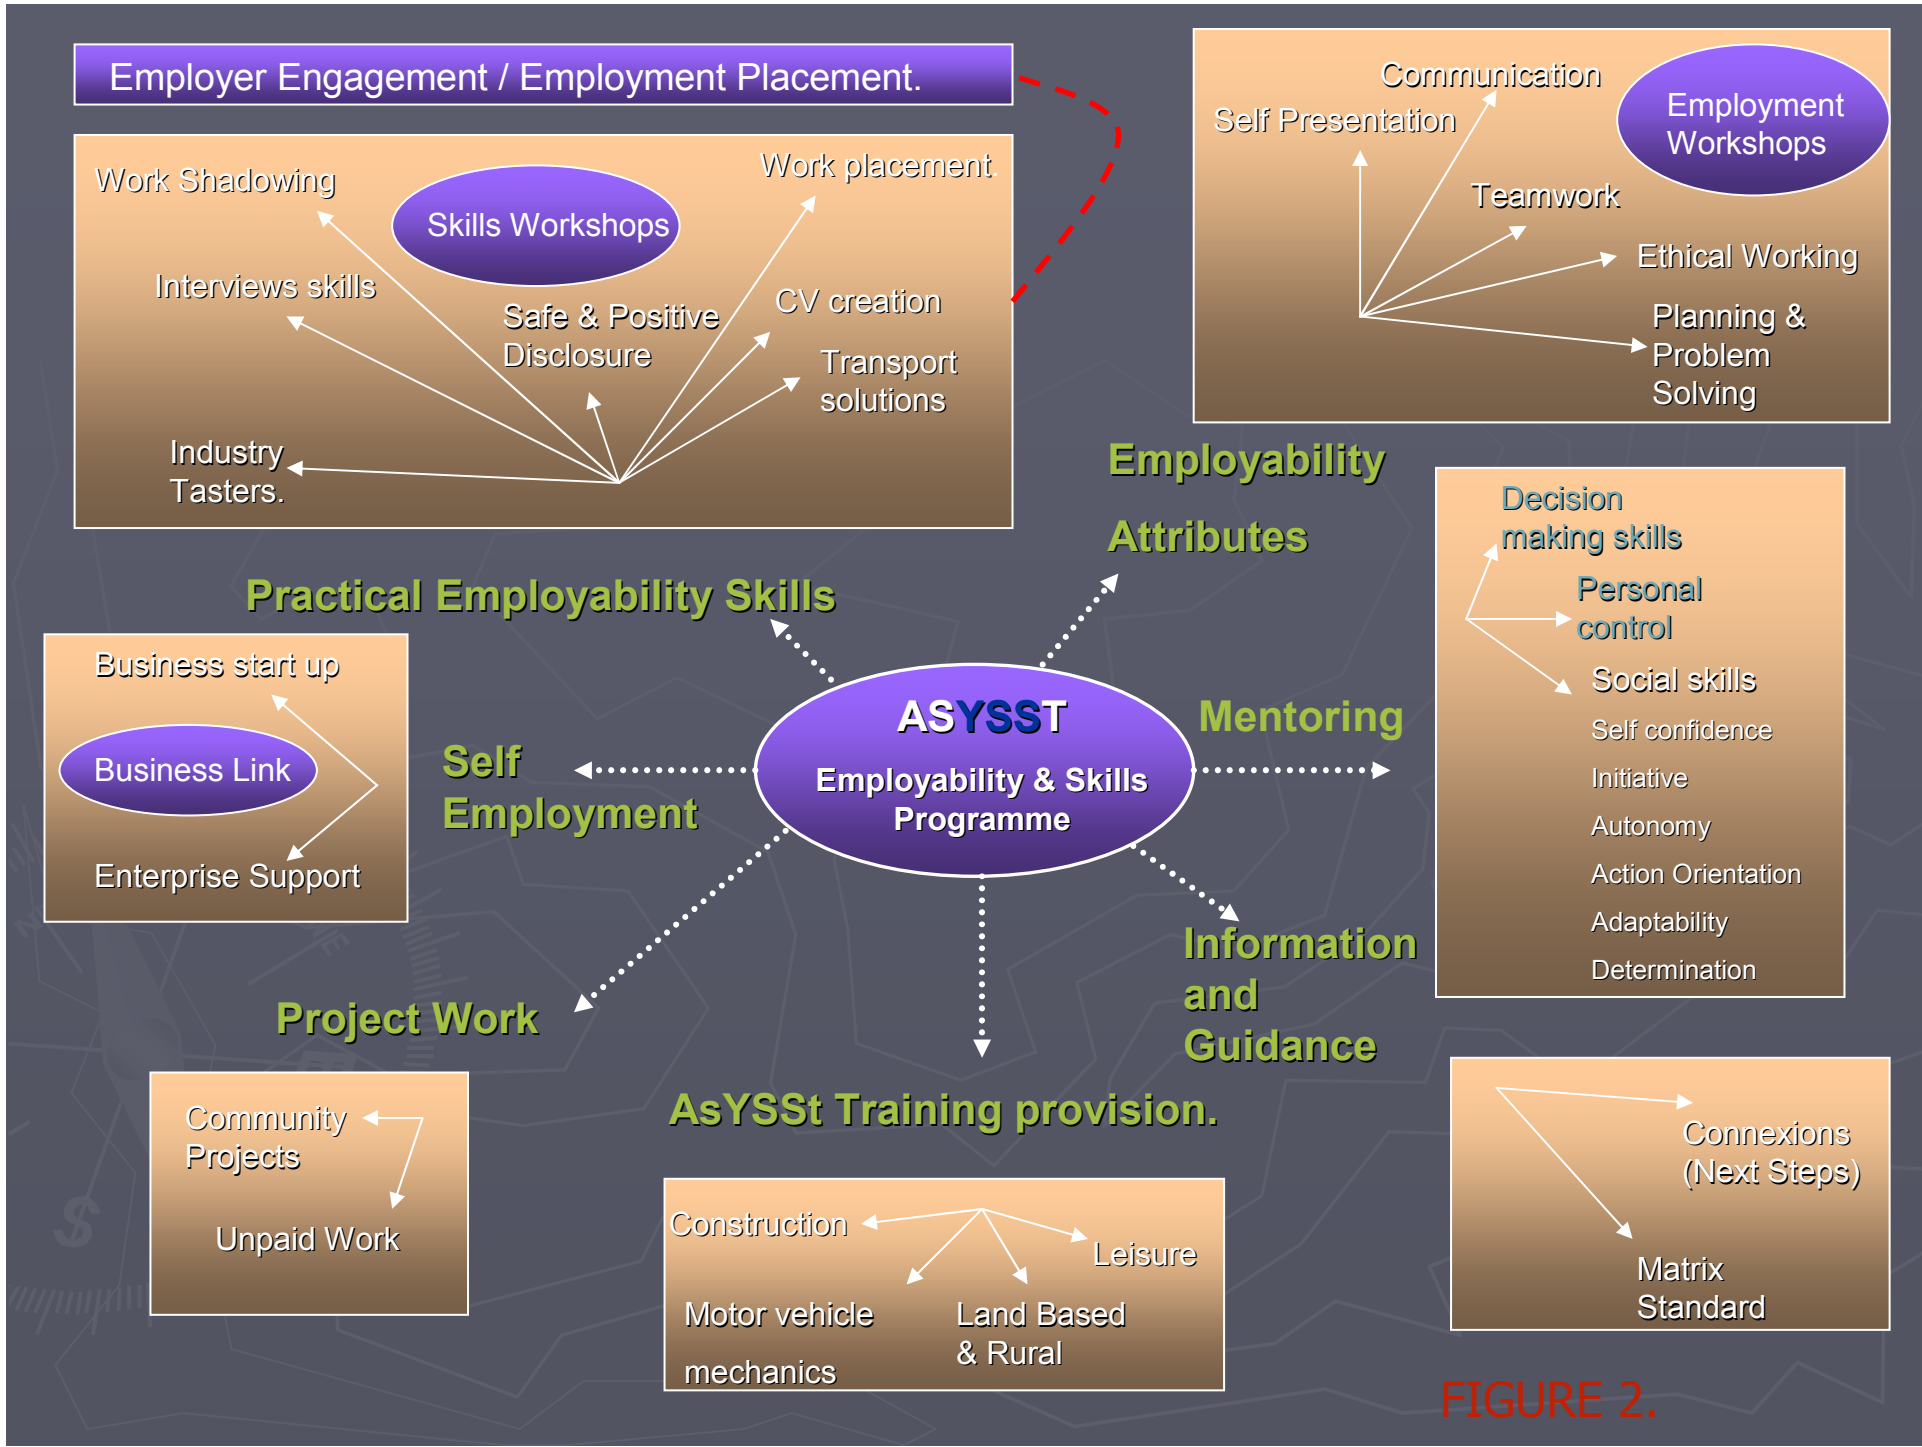 Employer Engagement / Employment Placement.
Work Shadowing
Skills Workshops
Work placement.
Interviews skills
Safe & Positive
Disclosure
CV creation
Transport
solutions
Industry
Tasters.
Communication
Self Presentation
Employment
Workshops
Teamwork
Ethical Working
Planning &
Problem
Solving
Employability
Attributes
Practical Employability Skills
Decision
making skills
Personal
control
Social skills
Self confidence
Initiative
Autonomy
Action Orientation
Adaptability
Determination
Business start up
Business Link
Enterprise Support
Self
Employment
ASYSST
Employability & Skills
Programme
Mentoring
Information
and
Guidance
Project Work
Community
Projects
Unpaid Work
AsYSSt Training provision.
Construction
Leisure
Motor vehicle
mechanics
Land Based
& Rural
Connexions
(Next Steps)
Matrix
Standard
FIGURE 2.